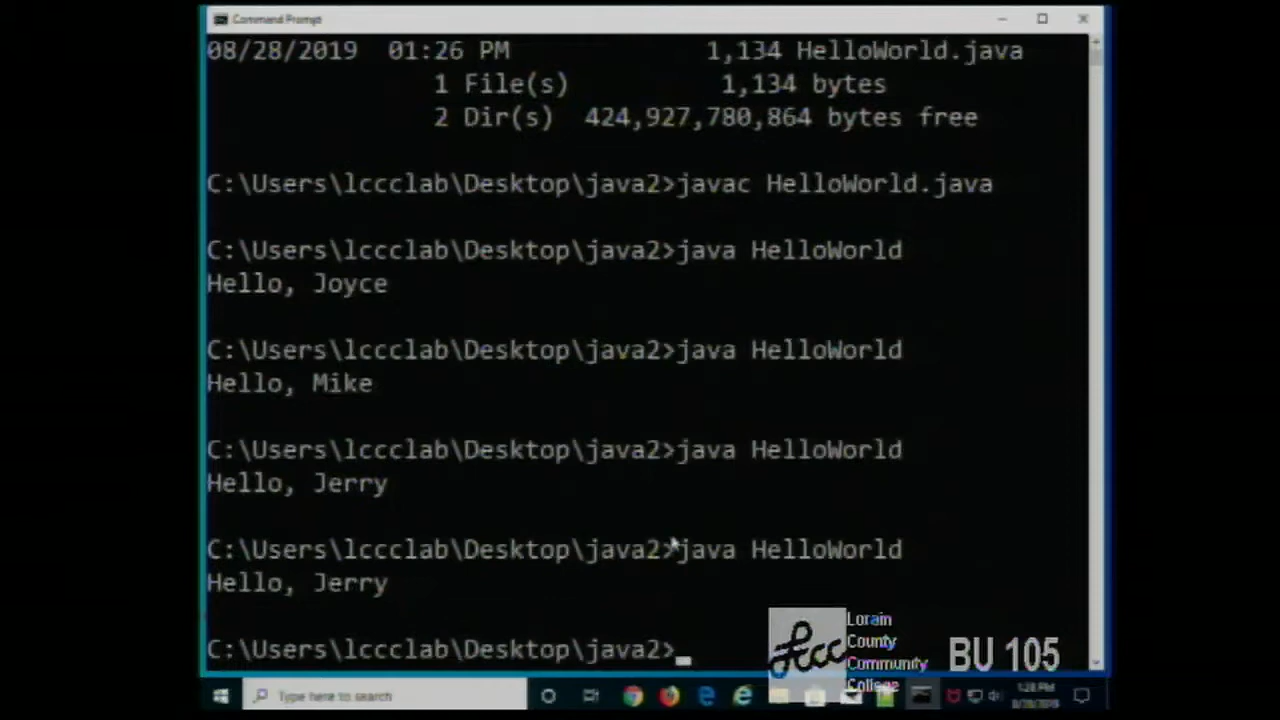 Command Prompt
08/28/2019 01:26 PM 1,134 HelloWorld.java
1 File(s) 1,134 bytes
2 Dir(s) 424,927,780,864 bytes free
C:\Users\lccclab\Desktop\java2>javac HelloWorld.java
C:\Users\lccclab\Desktop\java2>java HelloWorld
Hello, Joyce
C:\Users\lccclab\Desktop\java2>java HelloWorld
Hello, Mike
C:\Users\lccclab\Desktop\java2>java HelloWorld
Hello, Jerry
C:\Users\lccclab\Desktop\java2>java HelloWorld
Hello, Jerry
C:\Users\lccclab\Desktop\java2>
lccc
Lorain
County
Community
College
BU 105
Type here to search